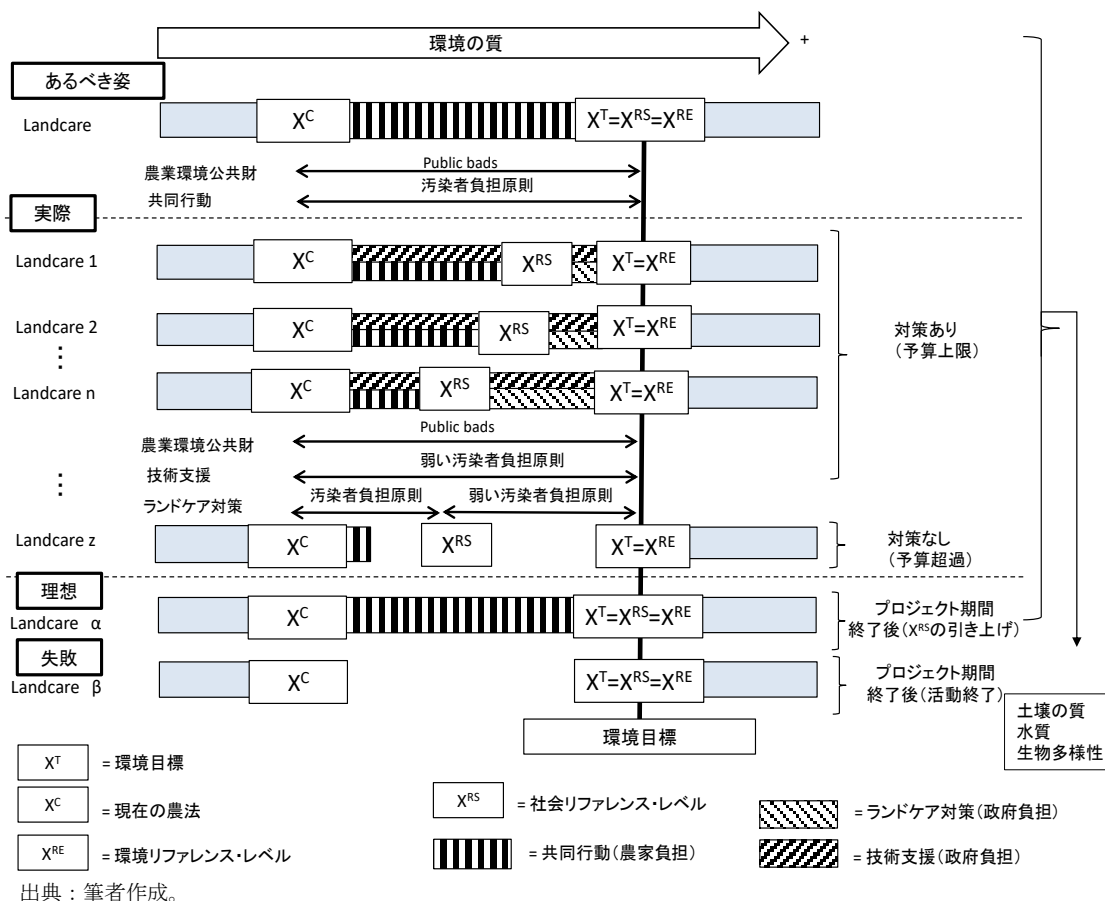 環境の質
+
あるべき姿
Landcare
X^C
X^T=X^RS=X^RE
農業環境公共財
Public bads
共同行動
汚染者負担原則
実際
Landcare 1
X^C
X^RS
X^T=X^RE
Landcare 2
X^C
X^RS
X^T=X^RE
⋮
Landcare n
X^C
X^RS
X^T=X^RE
対策あり
(予算上限)
農業環境公共財
Public bads
技術支援
弱い汚染者負担原則
⋮
ランドケア対策
汚染者負担原則
弱い汚染者負担原則
Landcare z
X^C
X^RS
X^T=X^RE
対策なし
(予算超過)
理想
Landcare α
X^C
X^T=X^RS=X^RE
プロジェクト期間
終了後(X^RSの引き上げ)
失敗
Landcare β
X^C
X^T=X^RS=X^RE
プロジェクト期間
終了後(活動終了)
環境目標
土壌の質
水質
生物多様性
X^T
=環境目標
X^C
=現在の農法
X^RE
=環境リファレンス・レベル
X^RS
=社会リファレンス・レベル
=共同行動(農家負担)
=ランドケア対策(政府負担)
=技術支援(政府負担)
出典：筆者作成。